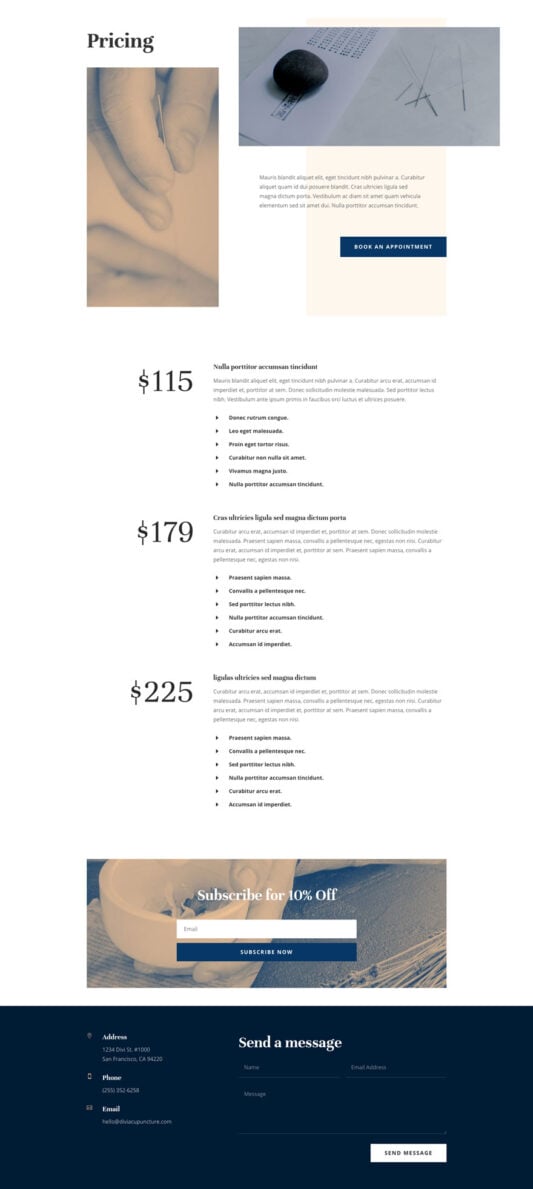 Pricing
Mauris blandit aliquet elit, eget tincidunt nibh pulvinar a. Curabitur
aliquet quam id dui posuere blandit. Cras ultricies ligula sed
magna dictum porta. Vestibulum ac diam sit amet quam vehicula
elementum sed sit amet dui. Nulla porttitor accumsan tincidunt.
BOOK AN APPOINTMENT
$115
Nulla porttitor accumsan tincidunt
Mauris blandit aliquet elit, eget tincidunt nibh pulvinar a. Curabitur arcu erat, accumsan id
imperdiet et, porttitor at sem. Donec sollicitudin molestie malesuada. Sed porttitor lectus
nibh. Vestibulum ante ipsum primis in faucibus orci luctus et ultrices posuere.
Donec rutrum congue.
Leo eget malesuada.
Proin eget tortor risus.
Curabitur non nulla sit amet.
Vivamus magna justo.
Nulla porttitor accumsan tincidunt.
$179
Cras ultricies ligula sed magna dictum porta
Curabitur arcu erat, accumsan id imperdiet et, porttitor at sem. Donec sollicitudin molestie
malesuada. Praesent sapien massa, convallis a pellentesque nec, egestas non nisi. Curabitur
arcu erat, accumsan id imperdiet et, porttitor at sem. Praesent sapien massa, convallis a
pellentesque nec, egestas non nisi.
Praesent sapien massa.
Convallis a pellentesque nec.
Sed porttitor lectus nibh.
Nulla porttitor accumsan tincidunt.
Curabitur arcu erat.
Accumsan id imperdiet.
$225
ligulas ultricies sed magna dictum
Curabitur arcu erat, accumsan id imperdiet et, porttitor at sem. Donec sollicitudin molestie
malesuada. Praesent sapien massa, convallis a pellentesque nec, egestas non nisi. Curabitur
arcu erat, accumsan id imperdiet et, porttitor at sem. Praesent sapien massa, convallis a
pellentesque nec, egestas non nisi.
Praesent sapien massa.
Convallis a pellentesque nec.
Sed porttitor lectus nibh.
Nulla porttitor accumsan tincidunt.
Curabitur arcu erat.
Accumsan id imperdiet.
Subscribe for 10% Off
Email
SUBSCRIBE NOW
Address
1234 Divi St. #1000
San Francisco, CA 94220
Phone
(255) 352-6258
Email
hello@diviacupuncture.com
Send a message
Name
Email Address
Message
SEND MESSAGE